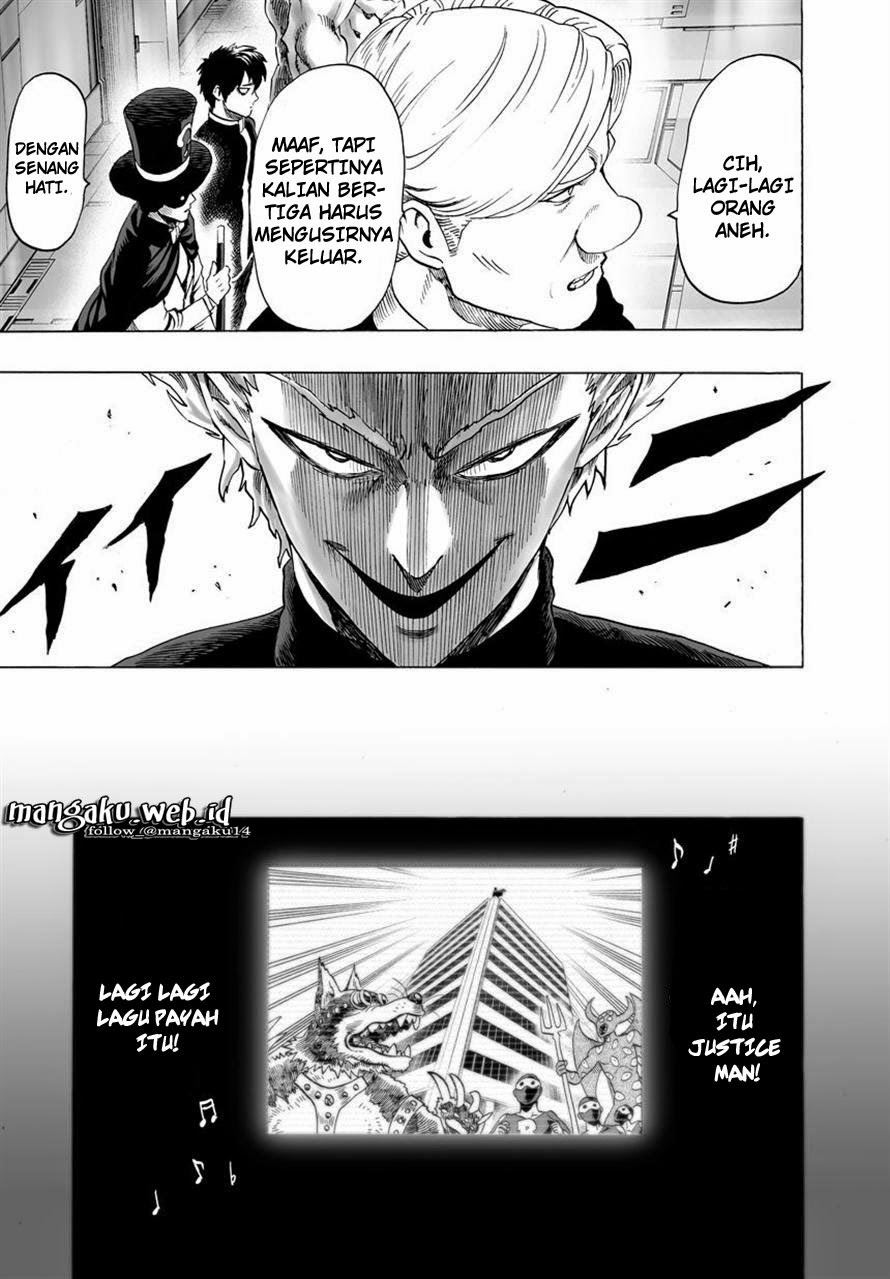 CIH,
LAGI-LAGI
ORANG
ANEH.
MAAF, TAPI
SEPERTINYA
KALIAN BER-
TIGA HARUS
MENGUSIRNYA
KELUAR.
DENGAN
SENANG
HATI.
mangaku.web.id
follow_@mangaku14
AAH,
ITU
JUSTICE
MAN!
LAGI LAGI
LAGU PAYAH
ITU!